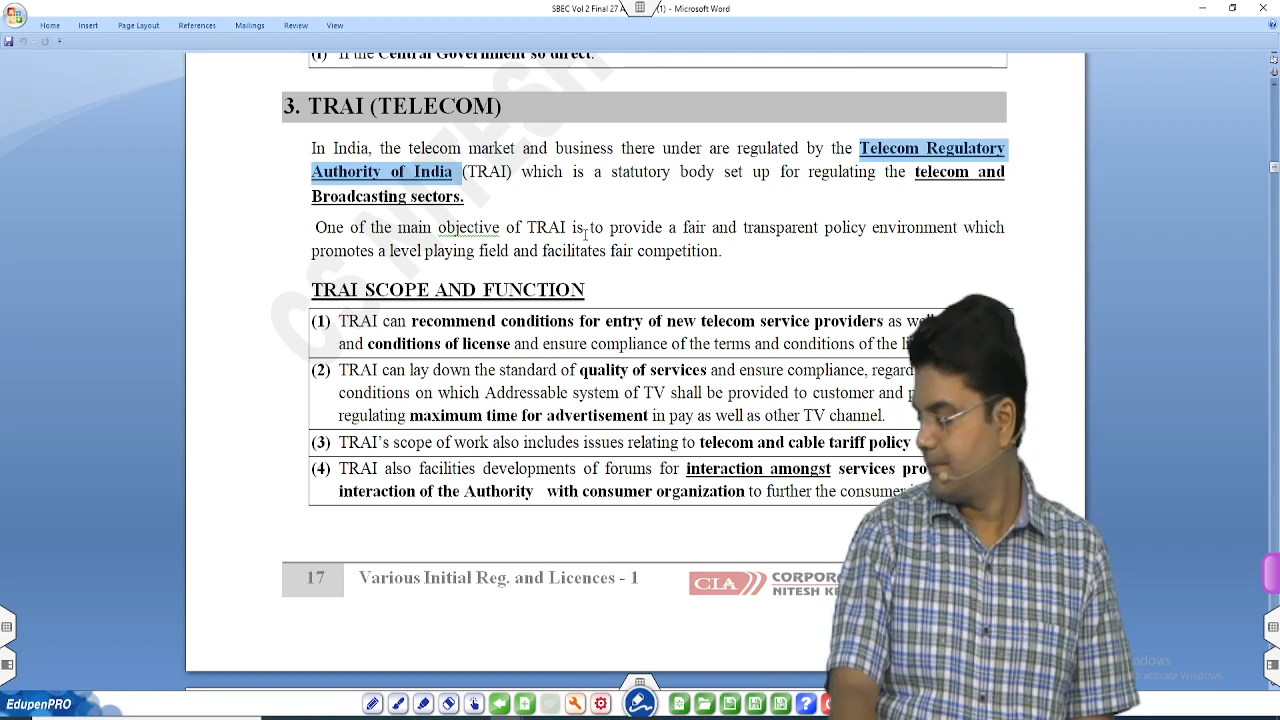 SBEC Vol 2 Final 27 A (1) - Microsoft Word
Home Insert Page Layout References Mailings Review View
(f) If the Central Government so direct.
3. TRAI (TELECOM)
In India, the telecom market and business there under are regulated by the Telecom Regulatory
Authority of India (TRAI) which is a statutory body set up for regulating the telecom and
Broadcasting sectors.
One of the main objective of TRAI is to provide a fair and transparent policy environment which
promotes a level playing field and facilitates fair competition.
TRAI SCOPE AND FUNCTION
(1) TRAI can recommend conditions for entry of new telecom service providers as well
and conditions of license and ensure compliance of the terms and conditions of the
(2) TRAI can lay down the standard of quality of services and ensure compliance,
conditions on which Addressable system of TV shall be provided to customer and
regulating maximum time for advertisement in pay as well as other TV channel.
(3) TRAI's scope of work also includes issues relating to telecom and cable tariff policy
(4) TRAI also facilities developments of forums for interaction amongst services
interaction of the Authority with consumer organization to further the consumer
17 Various Initial Reg. and Licences - 1 CIA CORPOR
NITESH
CS NITESH
EdupenPRO